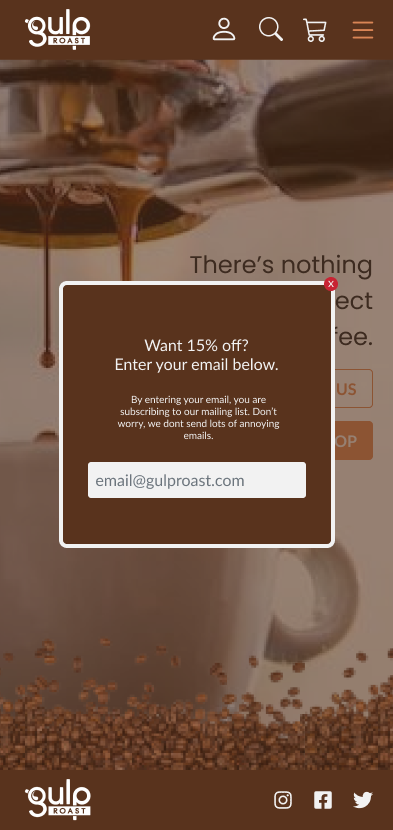 gulp
ROAST
There's nothing
ect
fee.
US
OP
x
Want 15% off?
Enter your email below.
By entering your email, you are
subscribing to our mailing list. Don't
worry, we dont send lots of annoying
emails.
email@gulproast.com
gulp
ROAST